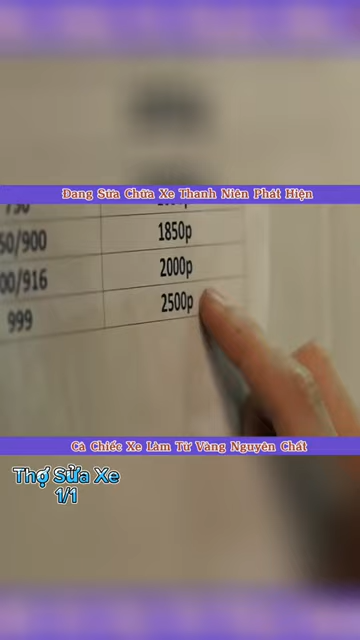 Đang Sửa Chữa Xe Thanh Niên Phát Hiện
1850p
50/900 2000p
00/916 2500p
999
Cả Chiếc Xe Làm Từ Vàng Nguyên Chất
Thợ Sửa Xe
1/1